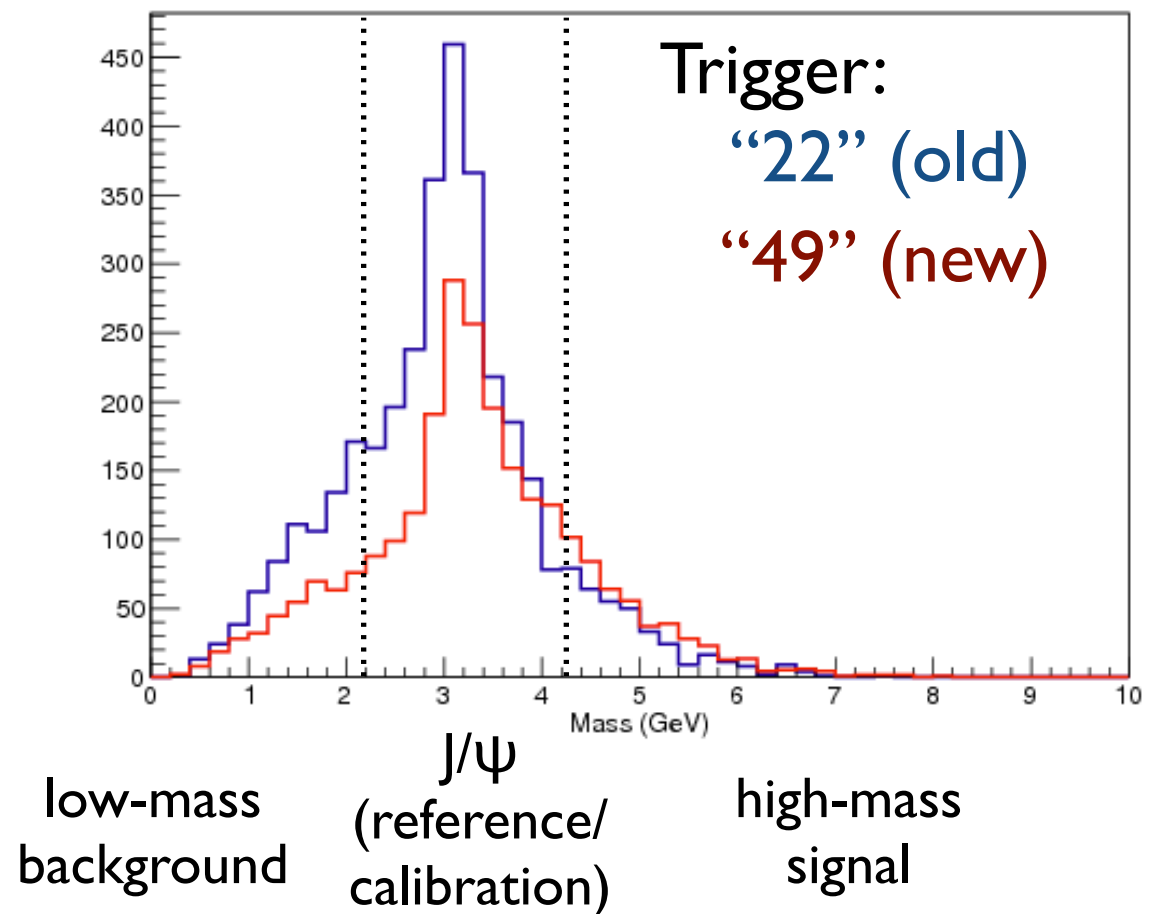 Trigger:
“22” (old)
“49” (new)
450
400
350
300
250
200
150
100
50
0
0 1 2 3 4 5 6 7 8 9 10
Mass (GeV)
low-mass
background
J/ψ
(reference/
calibration)
high-mass
signal